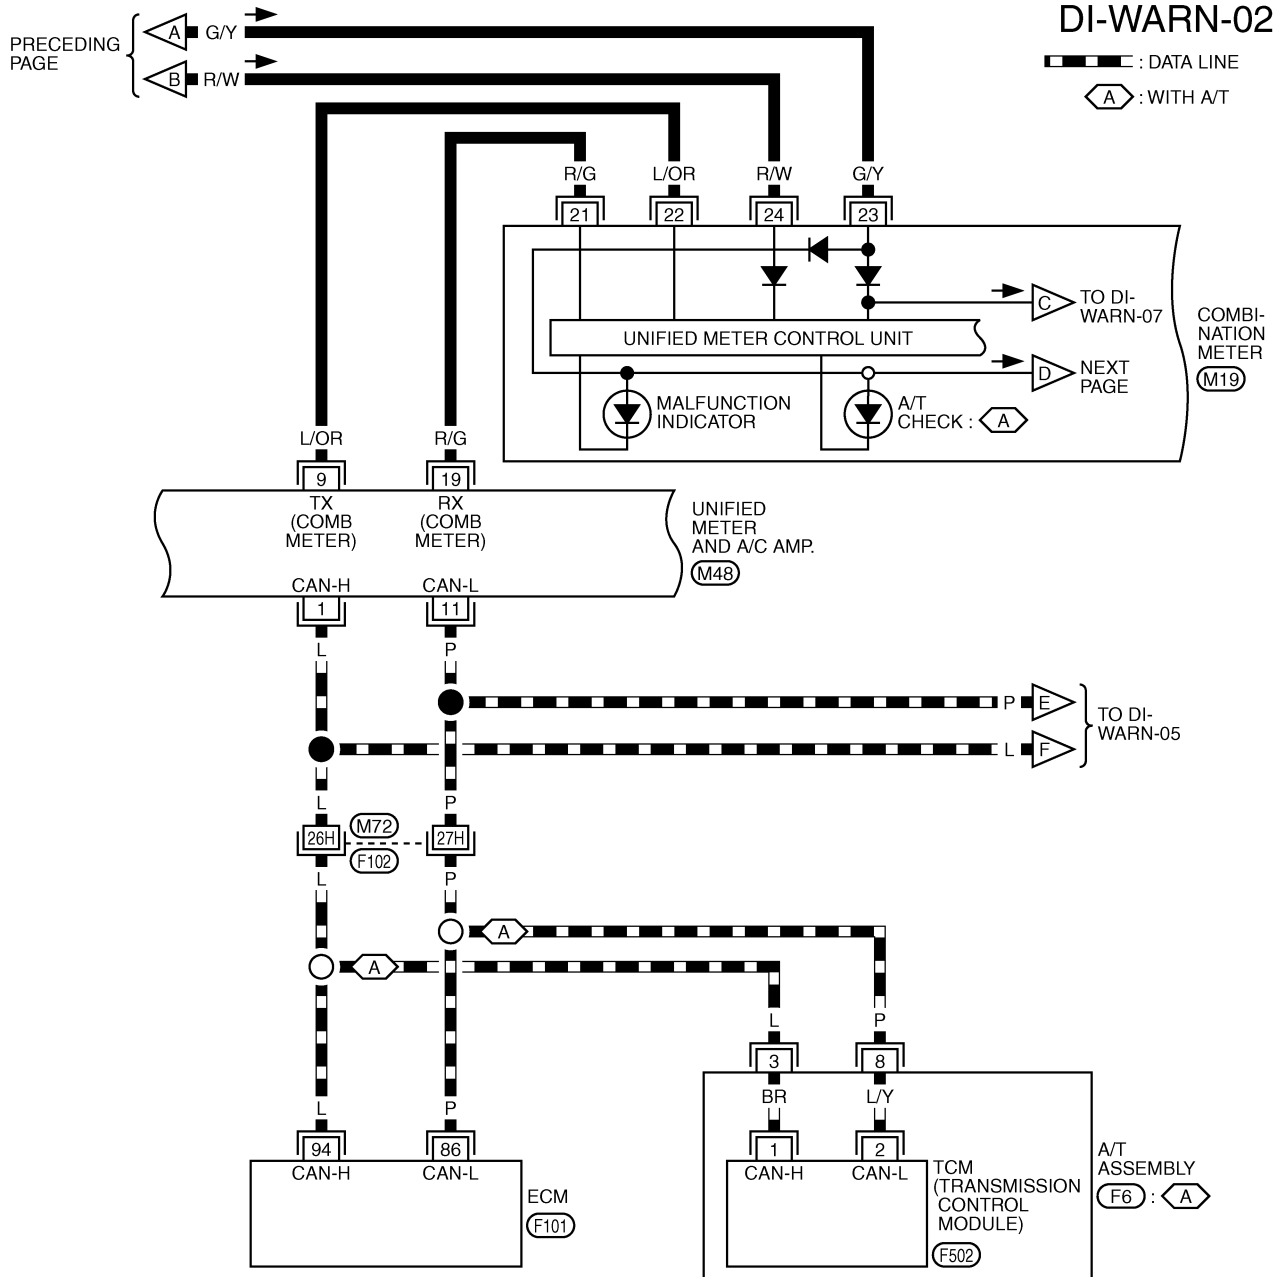 DI-WARN-02
: DATA LINE
A : WITH A/T
PRECEDING
PAGE
A G/Y
B R/W
R/G L/OR R/W G/Y
21 22 24 23
C TO DI-
WARN-07
UNIFIED METER CONTROL UNIT
D NEXT
PAGE
COMBI-
NATION
METER
M19
MALFUNCTION
INDICATOR
A/T
CHECK : A
L/OR R/G
9 19
TX
(COMB
METER)
RX
(COMB
METER)
UNIFIED
METER
AND A/C AMP.
M48
CAN-H CAN-L
1 11
L P
P E
L F
TO DI-
WARN-05
L P
26H M72 27H
F102
L P
A
A
L P
3 8
BR L/Y
L P
94 86
CAN-H CAN-L
ECM
F101
1 2
CAN-H CAN-L
TCM
(TRANSMISSION
CONTROL
MODULE)
F502
A/T
ASSEMBLY
F6 : A